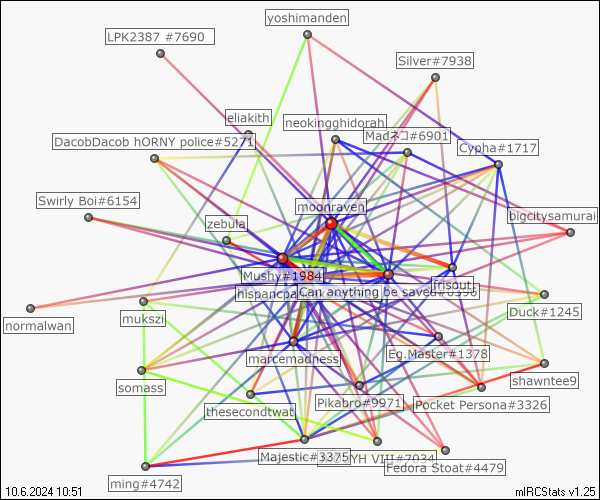 yoshimanden
LPK2387 #7690
Silver#7938
eliakith
neokingghidorah
Madネコ#6901
DacobDacob hORNY police#5271
Cypha#1717
Swirly Boi#6154
moonraven
bigcitysamurai
zebula
Mushy#1984
frisout
hispanicpa
Can anything be saved#0398
Duck#1245
normalwan
mukszi
marcemadness
Eg.Master#1378
somass
shawntee9
Pikabro#9971
Pocket Persona#3326
thesecondtwat
Majestic#3375
YH VIII#7034
Fedora Stoat#4479
ming#4742
10.6.2024 10:51
mIRCStats v1.25